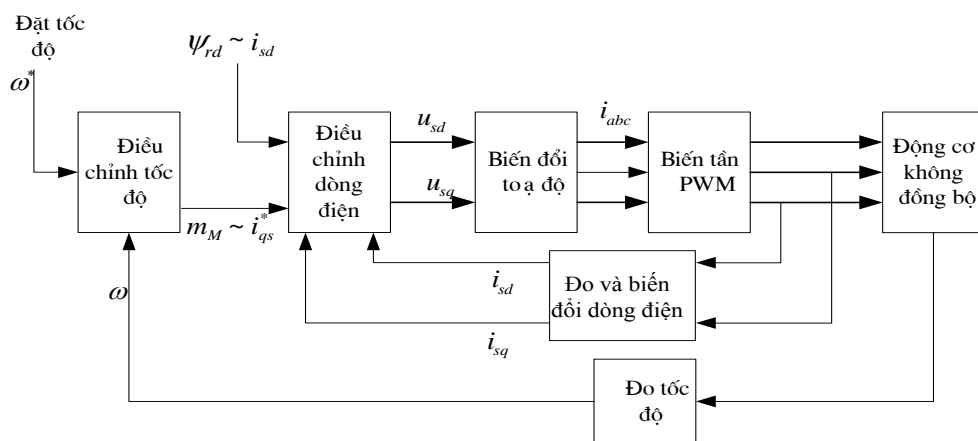 Đặt tốc
độ
ω*
ψrd ~ isd
Điều
chỉnh tốc
độ
mM ~ i*qs
Điều
chỉnh
dòng
điện
usd
usq
Biến đổi
toạ độ
iabc
Biến tần
PWM
Động cơ
không
đồng bộ
isd
isq
Đo và biến
đổi dòng điện
ω
Đo tốc
độ